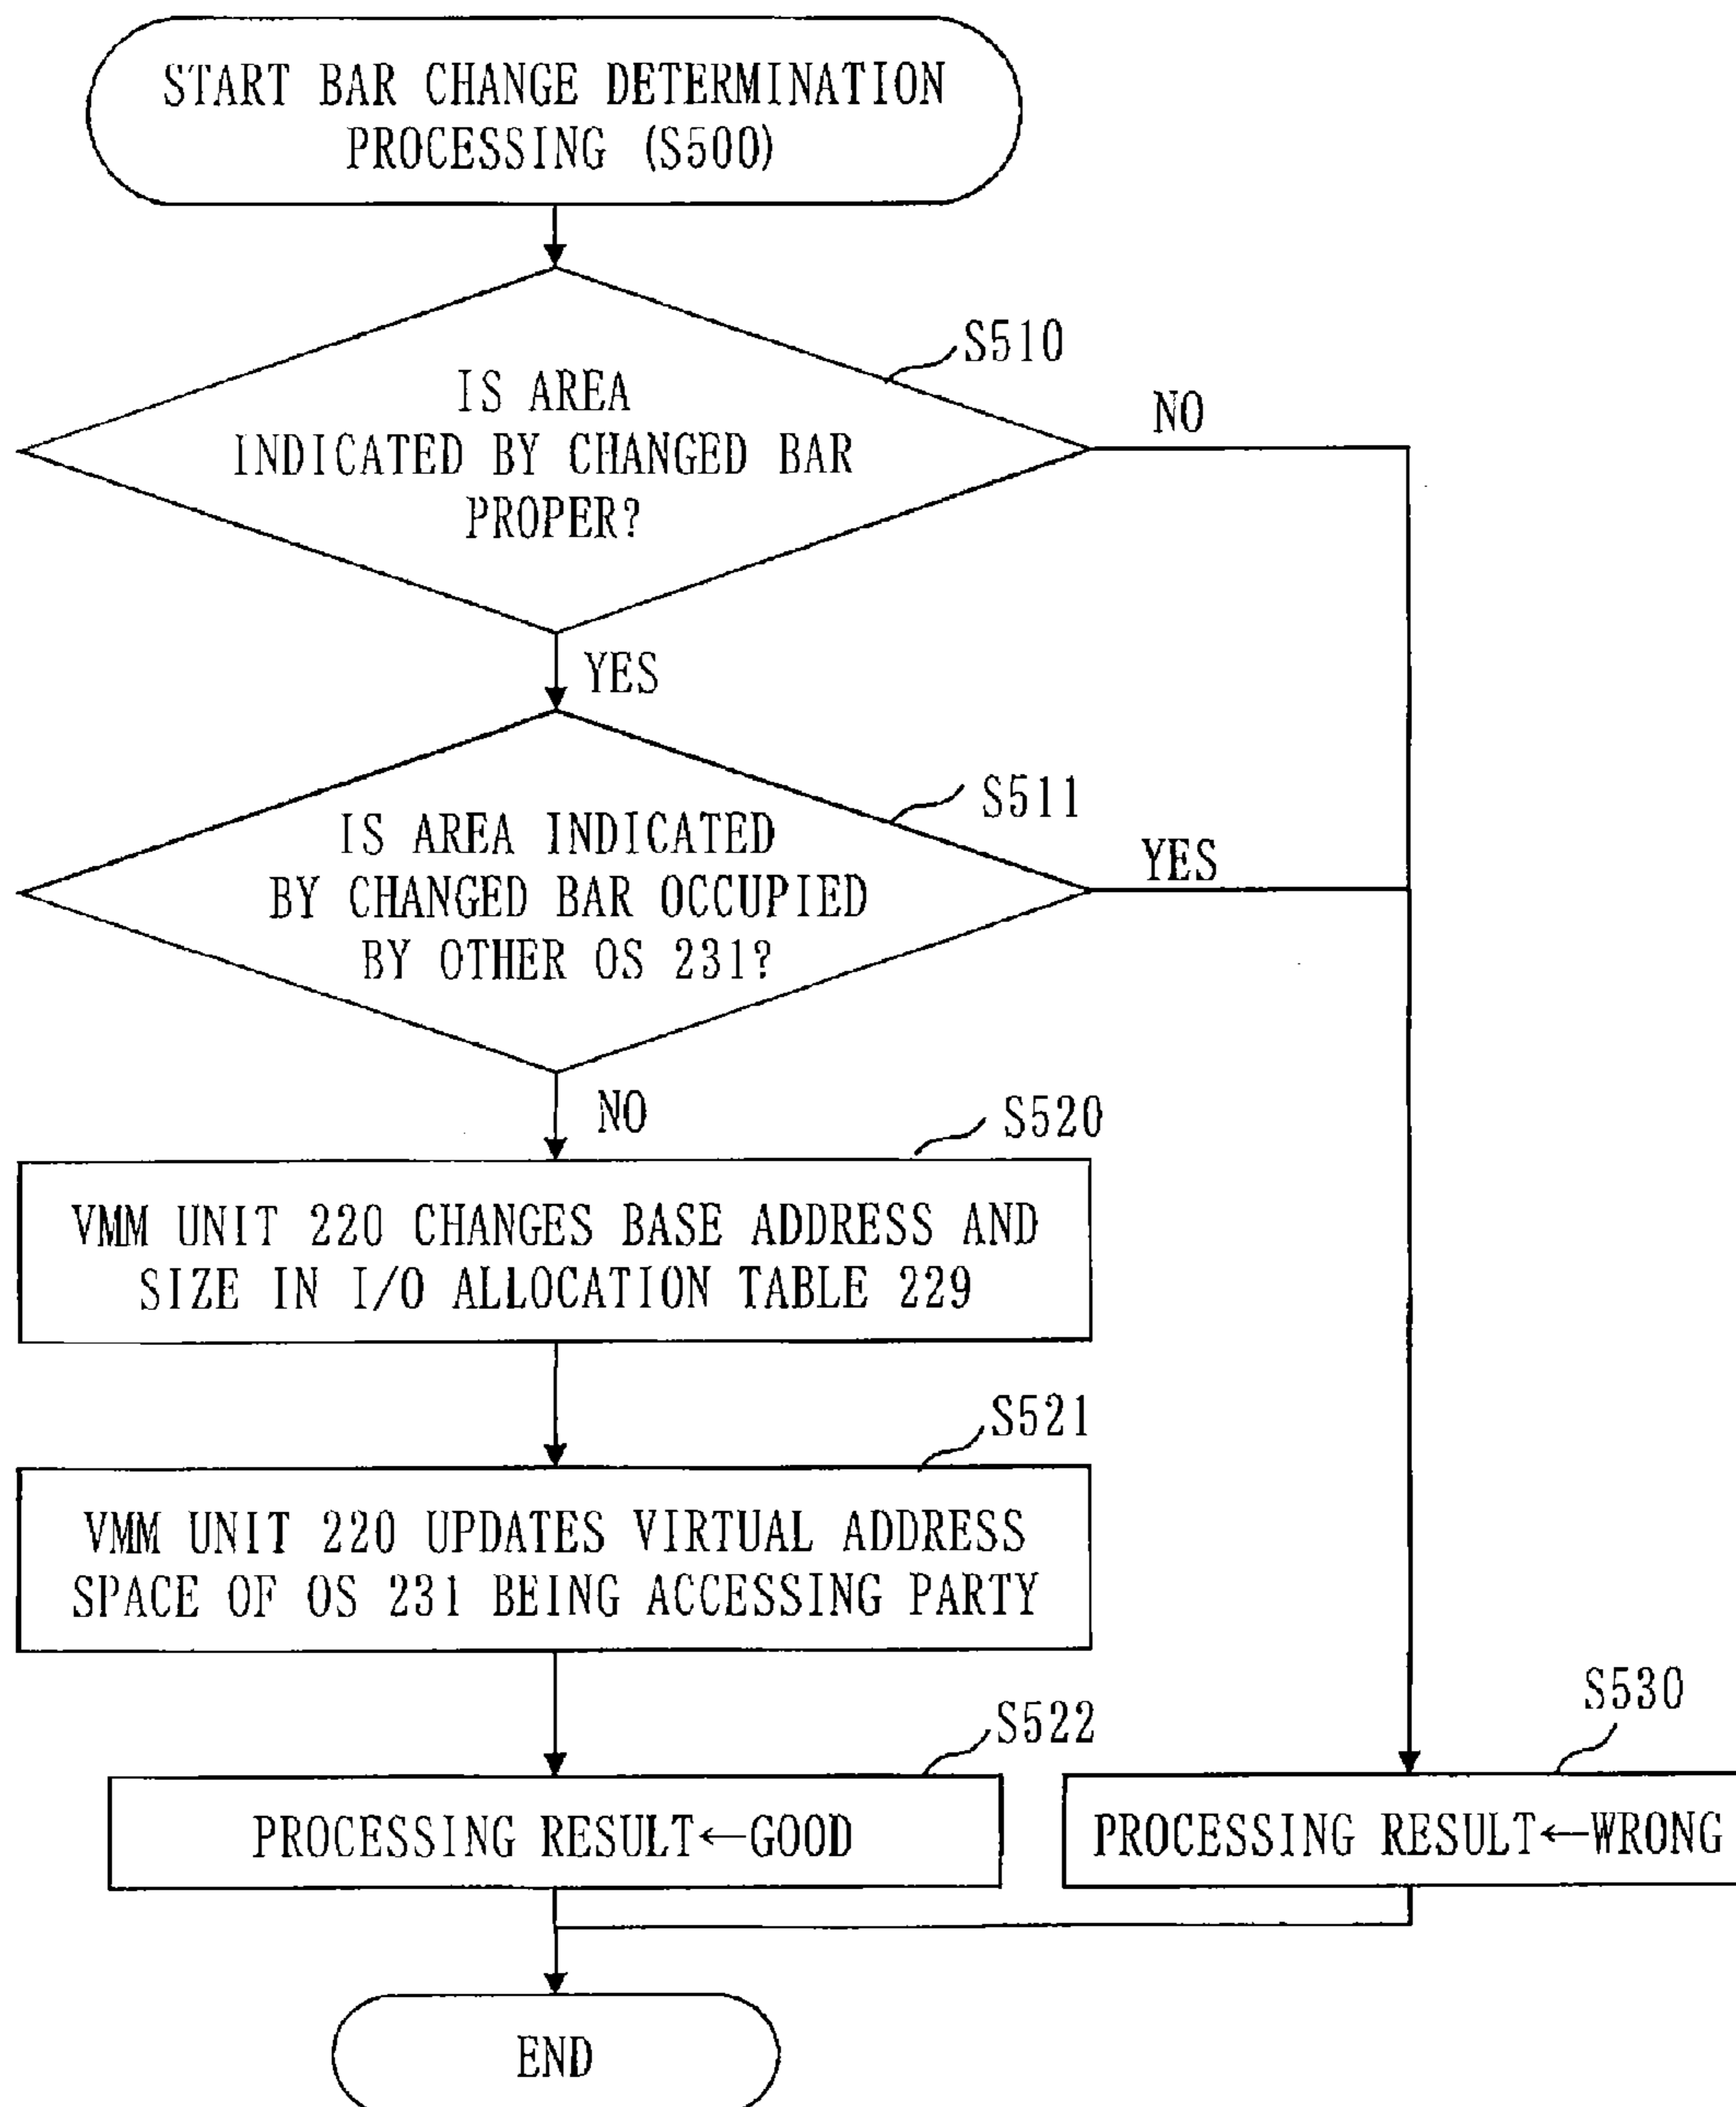 START BAR CHANGE DETERMINATION
PROCESSING (S500)
S510
IS AREA
INDICATED BY CHANGED BAR
PROPER?
NO
YES
S511
IS AREA INDICATED
BY CHANGED BAR OCCUPIED
BY OTHER OS 231?
YES
NO
S520
VMM UNIT 220 CHANGES BASE ADDRESS AND
SIZE IN I/O ALLOCATION TABLE 229
S521
VMM UNIT 220 UPDATES VIRTUAL ADDRESS
SPACE OF OS 231 BEING ACCESSING PARTY
S522
PROCESSING RESULT←GOOD
S530
PROCESSING RESULT←WRONG
END